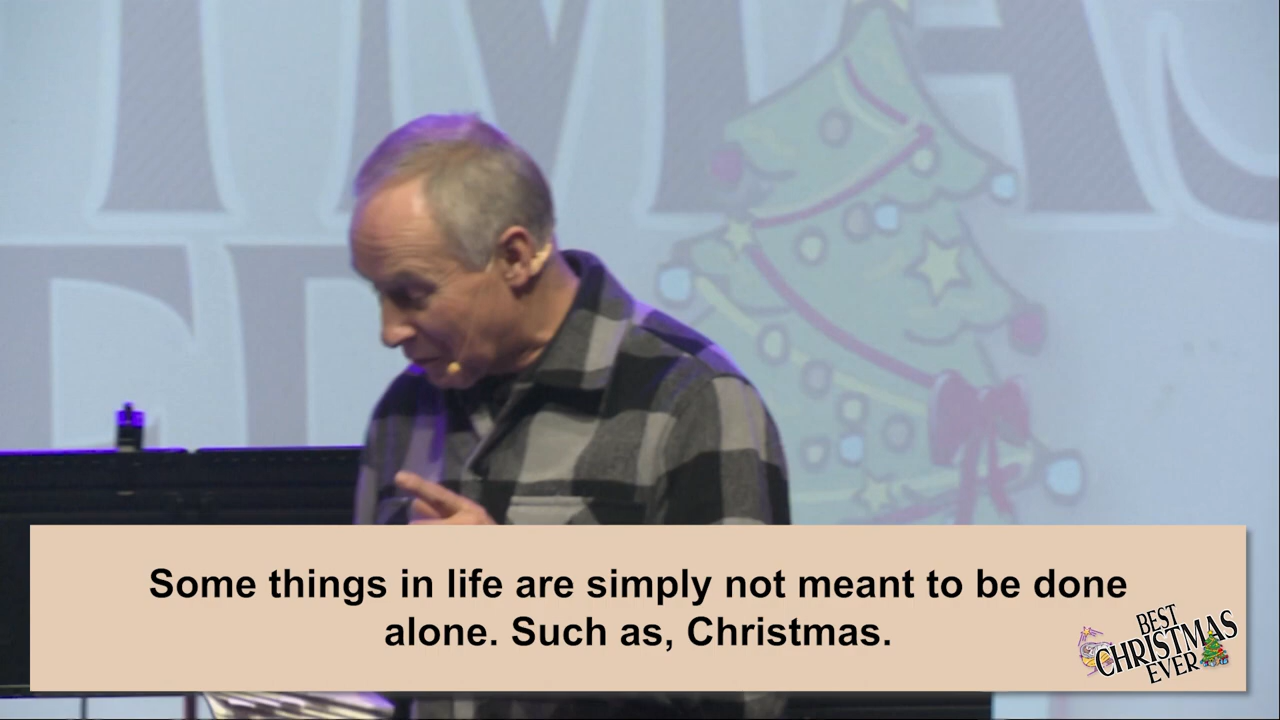 Some things in life are simply not meant to be done
alone. Such as, Christmas.
BEST
CHRISTMAS
EVER